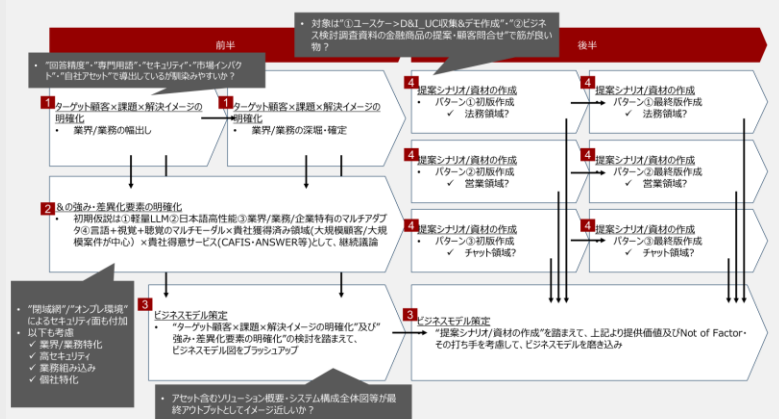 前半
後半
• 対象は"①ユースケー>D&I_UC収集&デモ作成"・"②ビジネ
ス検討調査資料の金融商品の提案・顧客問合せ"で筋が良い
物？
• "回答精度"・"専門用語"・"セキュリティ"・"市場インパク
ト"・"自社アセット"で導出しているが馴染みやすいか？
1
ターゲット顧客×課題×解決イメージの
明確化
• 業界/業務の幅出し
1
ターゲット顧客×課題×解決イメージの
明確化
• 業界/業務の深堀・確定
4
提案シナリオ/資材の作成
• パターン①初版作成
✓ 法務領域?
4
提案シナリオ/資材の作成
• パターン①最終版作成
✓ 法務領域?
4
提案シナリオ/資材の作成
• パターン②初版作成
✓ 営業領域?
4
提案シナリオ/資材の作成
• パターン②最終版作成
✓ 営業領域?
4
提案シナリオ/資材の作成
• パターン③初版作成
✓ チャット領域?
4
提案シナリオ/資材の作成
• パターン③最終版作成
✓ チャット領域?
2
&の強み・差異化要素の明確化
• 初期仮説は①軽量LLM②日本語高性能③業界/業務/企業特有のマルチアダプ
タ④言語+視覚+聴覚のマルチモーダル×貴社獲得済み領域(大規模顧客/大規
模案件が中心）×貴社得意サービス(CAFIS・ANSWER等)として、継続議論
• "閉域網"/"オンプレ環境"
によるセキュリティ面も付加
• 以下も考慮
✓ 業界/業務特化
✓ 高セキュリティ
✓ 業務組み込み
✓ 個社特化
3
ビジネスモデル策定
• "ターゲット顧客×課題×解決イメージの明確化"及び"
強み・差異化要素の明確化"の検討を踏まえて、
ビジネスモデル図をブラッシュアップ
3
ビジネスモデル策定
• "提案シナリオ/資材の作成"を踏まえて、上記より提供価値及びNot of Factor・
その打ち手を考慮して、ビジネスモデルを磨き込み
• アセット含むソリューション概要・システム構成全体図等が最
終アウトプットとしてイメージ近しいか？